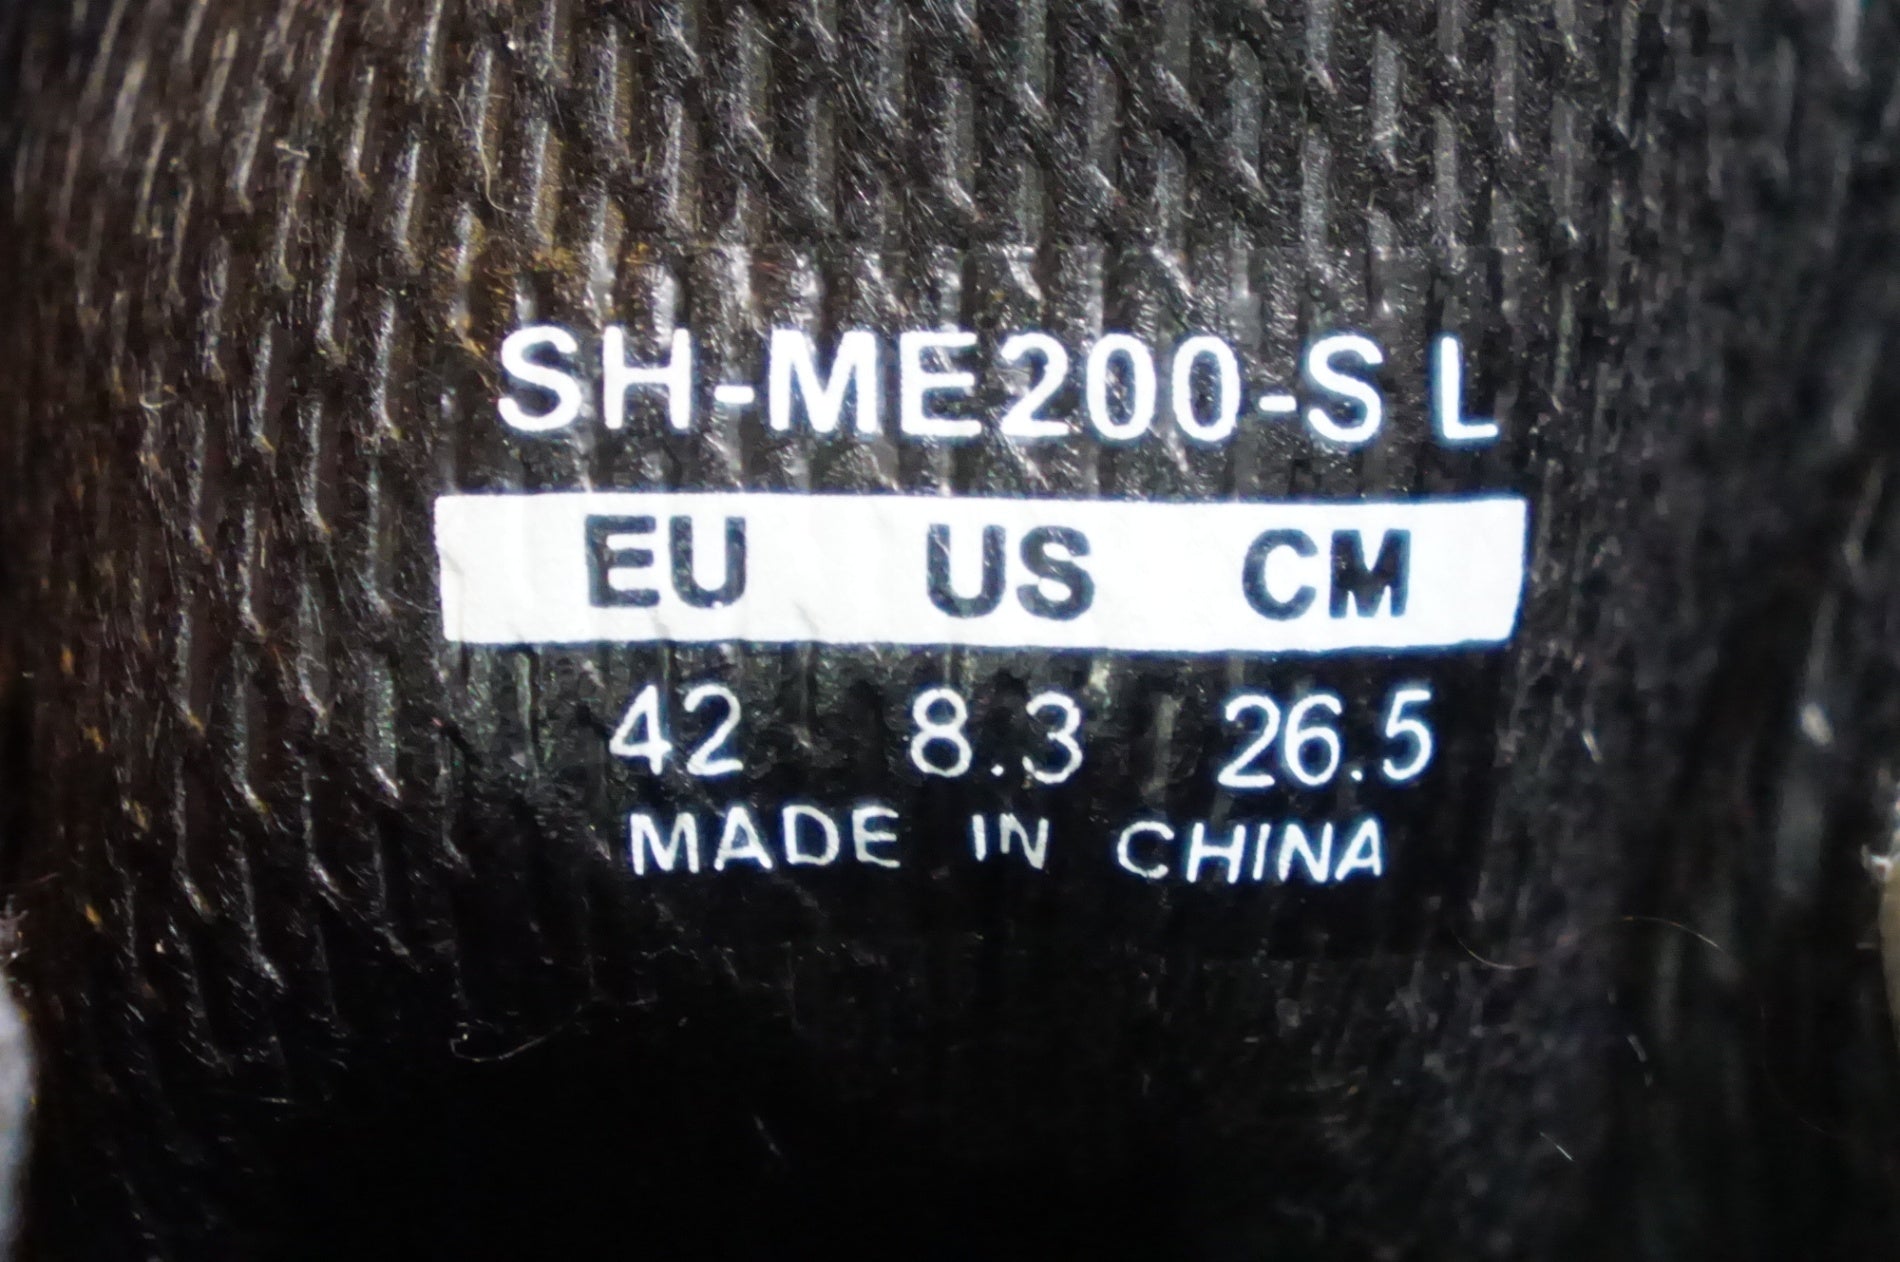 SH-ME200-S L
EU US CM
42 8.3 26.5
MADE IN CHINA